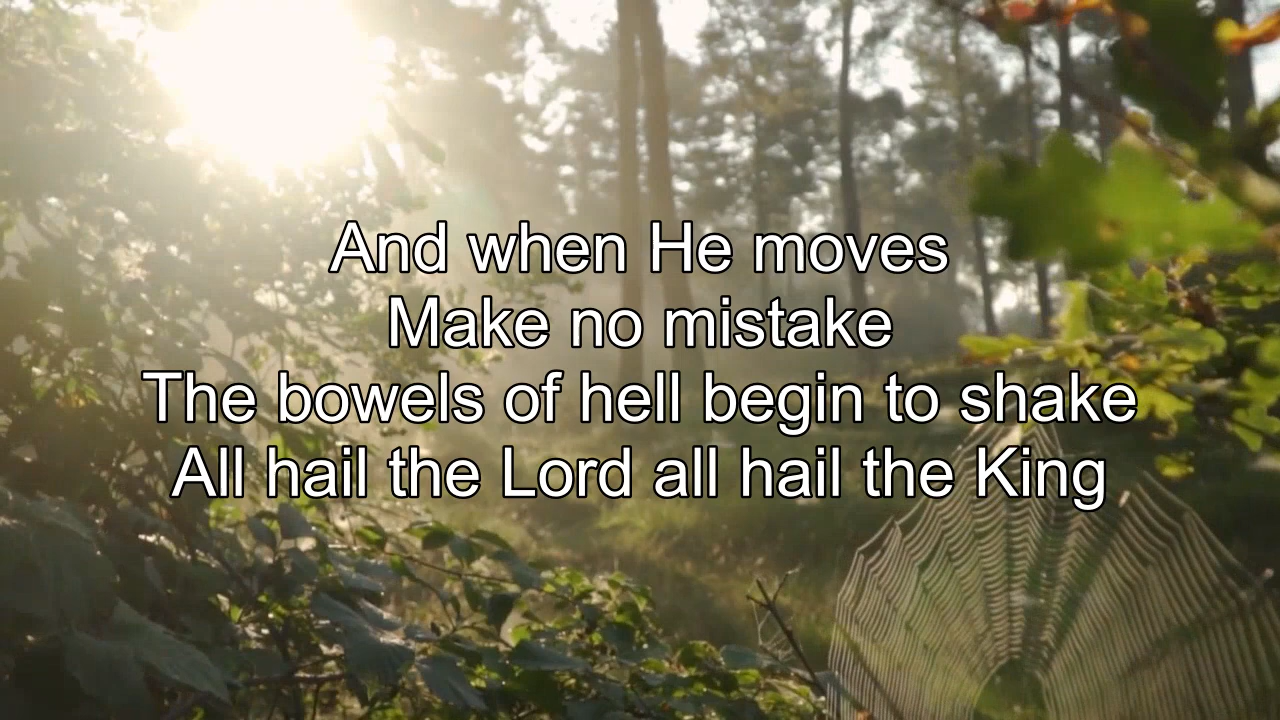 And when He moves
Make no mistake
The bowels of hell begin to shake
All hail the Lord all hail the King